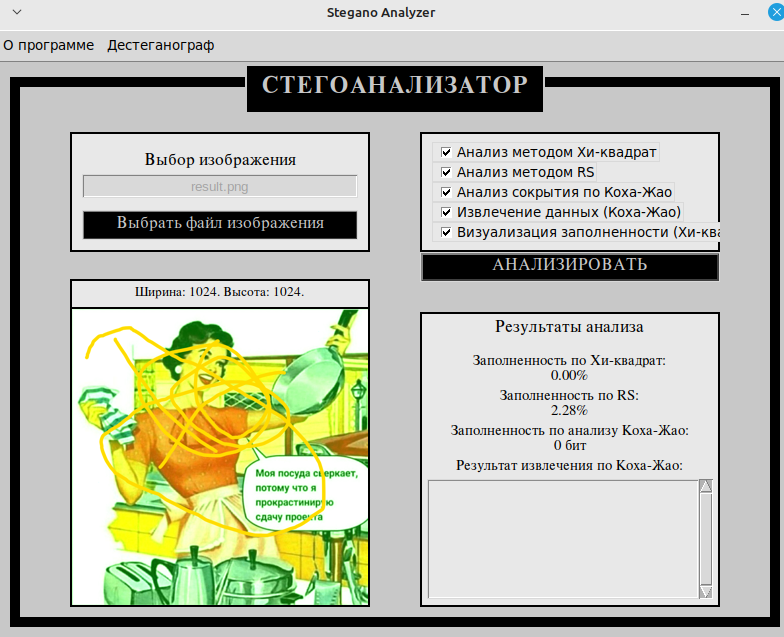 Stegano Analyzer
О программе Дестеганограф
СТЕГОАНАЛИЗАТОР
Выбор изображения
result.png
Выбрать файл изображения
Анализ методом Хи-квадрат
Анализ методом RS
Анализ сокрытия по Коха-Жао
Извлечение данных (Коха-Жао)
Визуализация заполненности (Хи-ква
АНАЛИЗИРОВАТЬ
Ширина: 1024. Высота: 1024.
Моя посуда сверкает,
потому что я
прокрастинирую
сдачу проекта
Результаты анализа
Заполненность по Хи-квадрат:
0.00%
Заполненность по RS:
2.28%
Заполненность по анализу Коха-Жао:
0 бит
Результат извлечения по Коха-Жао: